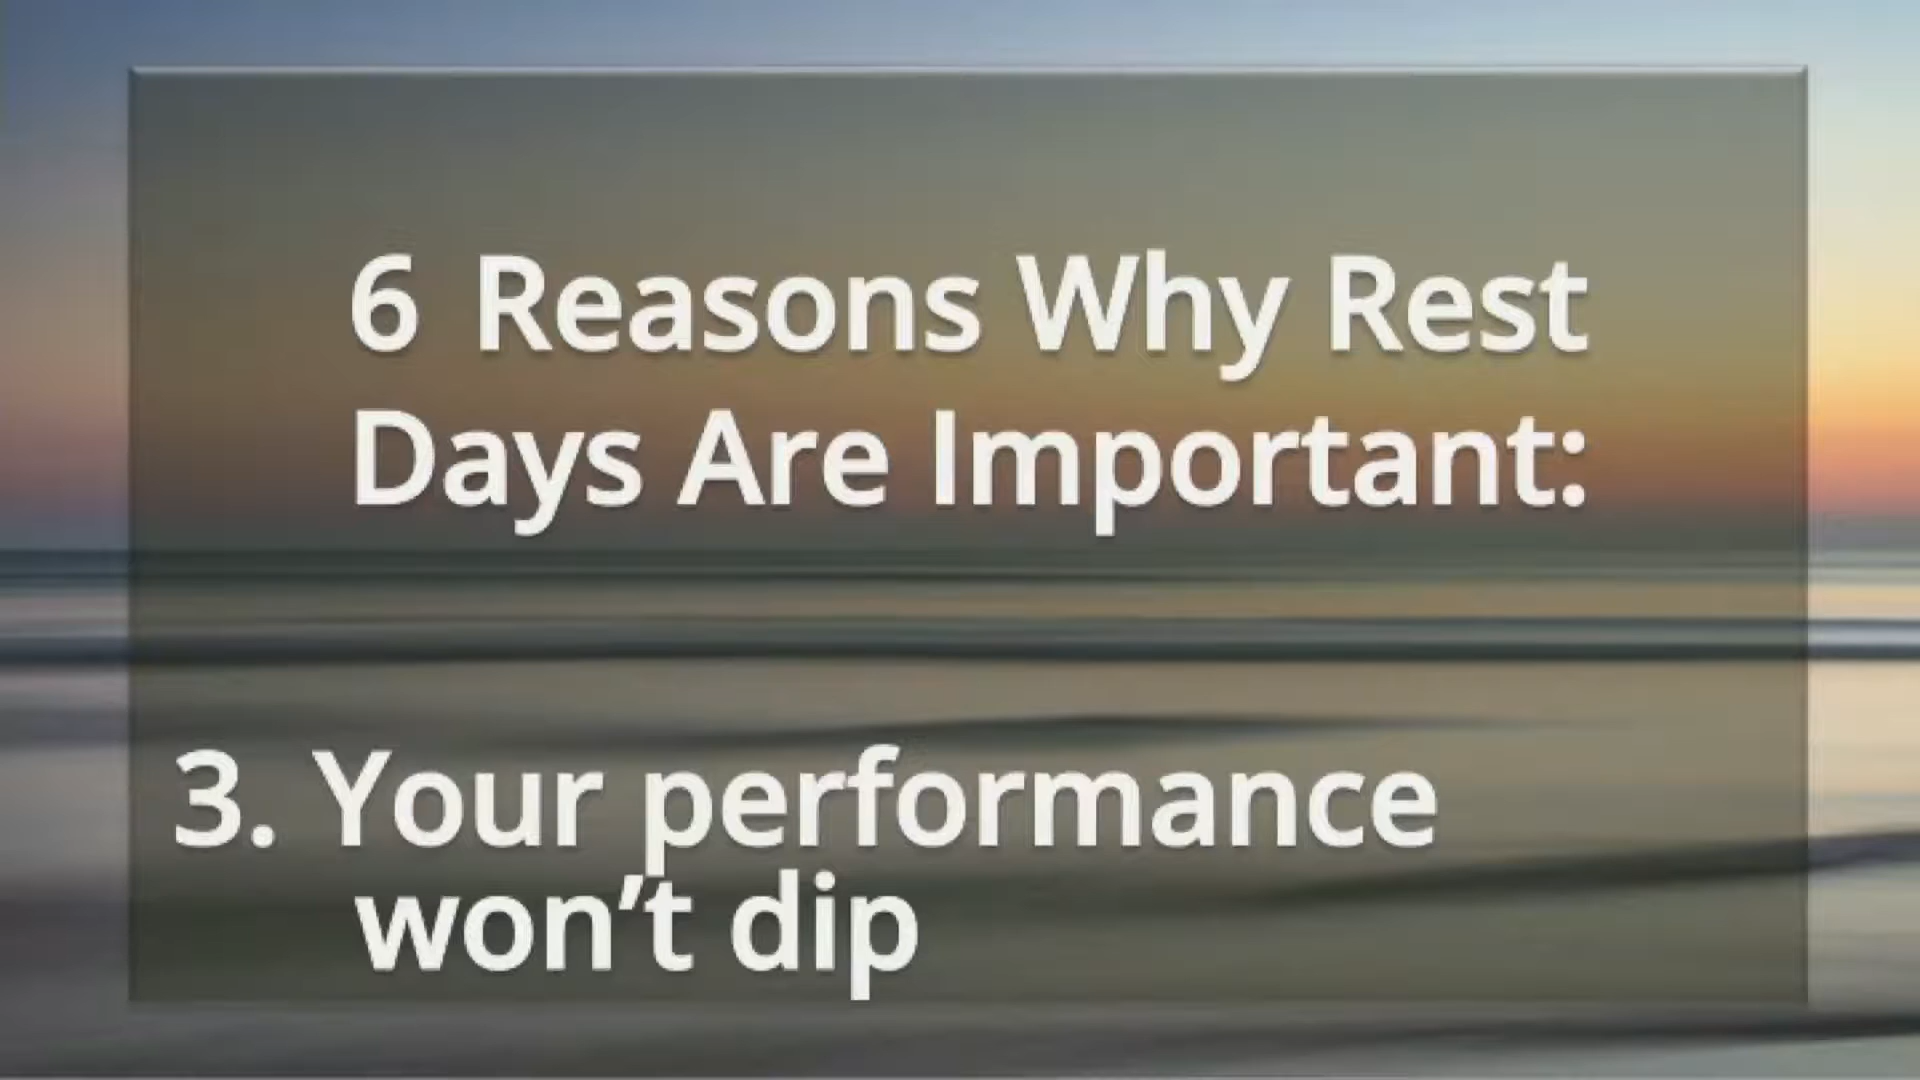 6 Reasons Why Rest
Days Are Important:
3. Your performance
won’t dip